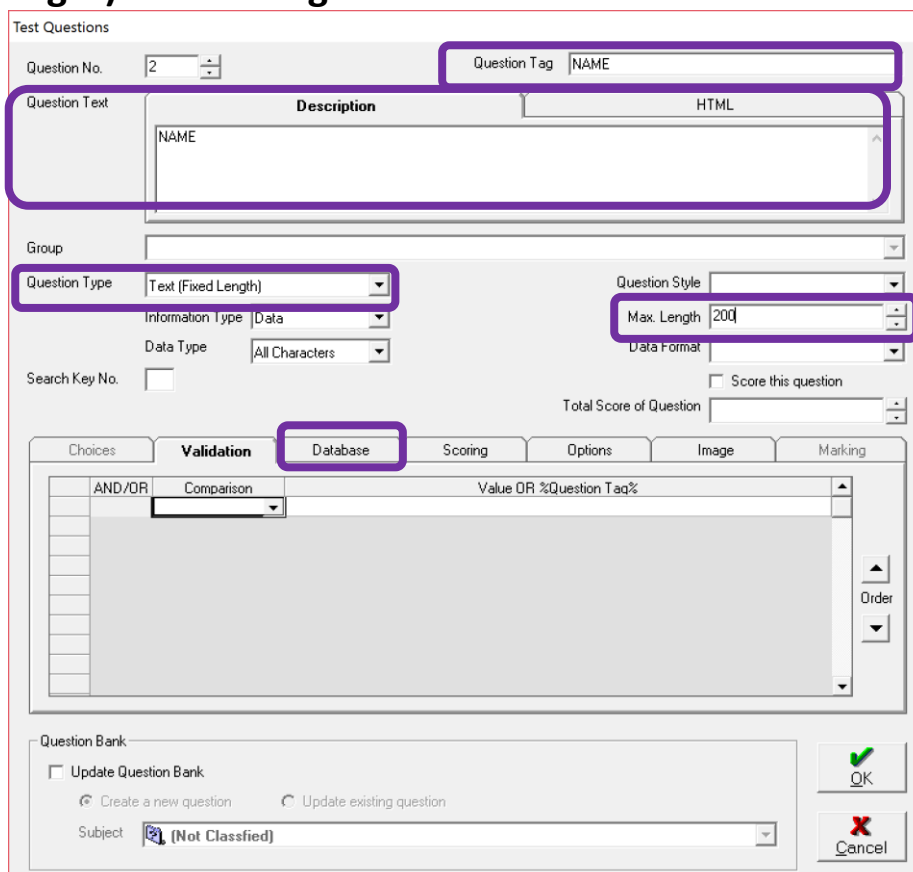 Test Questions
Question No. 2 Question Tag NAME
Question Text Description HTML
NAME
Group
Question Type Text (Fixed Length) Question Style
Information Type Data Max. Length 200
Data Type All Characters Data Format
Search Key No. Score this question
Total Score of Question
Choices Validation Database Scoring Options Image Marking
AND/OR Comparison Value OR %Question Tag%
Order
Question Bank
Update Question Bank
OK
Create a new question Update existing question
Subject (Not Classfied)
Cancel